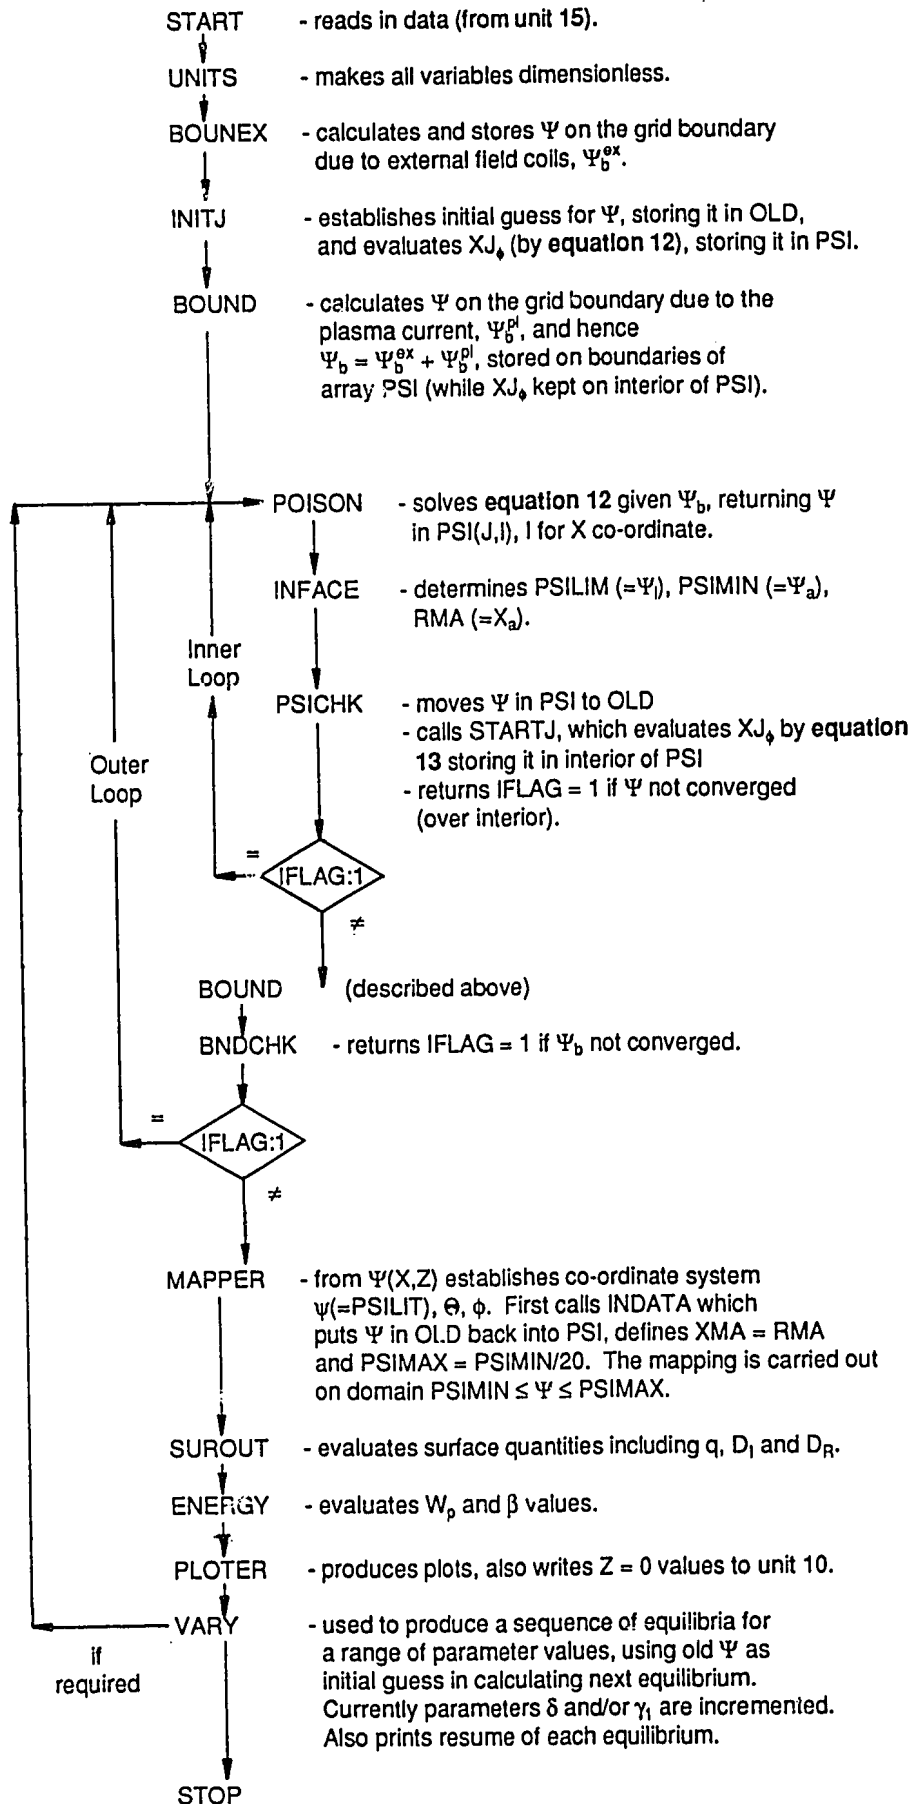 START - reads in data (from unit 15).
UNITS - makes all variables dimensionless.
BOUNEX - calculates and stores Ψ on the grid boundary
due to external field coils, Ψ_b^ex.
INITJ - establishes initial guess for Ψ, storing it in OLD,
and evaluates XJ_ϕ (by equation 12), storing it in PSI.
BOUND - calculates Ψ on the grid boundary due to the
plasma current, Ψ_b^pl, and hence
Ψ_b = Ψ_b^ex + Ψ_b^pl, stored on boundaries of
array PSI (while XJ_ϕ kept on interior of PSI).
POISON - solves equation 12 given Ψ_b, returning Ψ
in PSI(J,I), I for X co-ordinate.
INFACE - determines PSILIM (=Ψ_l), PSIMIN (=Ψ_a),
RMA (=X_a).
Inner
Loop
PSICHK - moves Ψ in PSI to OLD
- calls STARTJ, which evaluates XJ_ϕ by equation
13 storing it in interior of PSI
- returns IFLAG = 1 if Ψ not converged
(over interior).
Outer
Loop
=
IFLAG:1
≠
BOUND (described above)
BNDCHK - returns IFLAG = 1 if Ψ_b not converged.
=
IFLAG:1
≠
MAPPER - from Ψ(X,Z) establishes co-ordinate system
ψ(=PSILIT), Θ, ϕ. First calls INDATA which
puts Ψ in OLD back into PSI, defines XMA = RMA
and PSIMAX = PSIMIN/20. The mapping is carried out
on domain PSIMIN ≤ Ψ ≤ PSIMAX.
SUROUT - evaluates surface quantities including q, D_I and D_R.
ENERGY - evaluates W_p and β values.
PLOTER - produces plots, also writes Z = 0 values to unit 10.
VARY - used to produce a sequence of equilibria for
a range of parameter values, using old Ψ as
initial guess in calculating next equilibrium.
Currently parameters δ and/or γ_1 are incremented.
Also prints resume of each equilibrium.
if
required
STOP